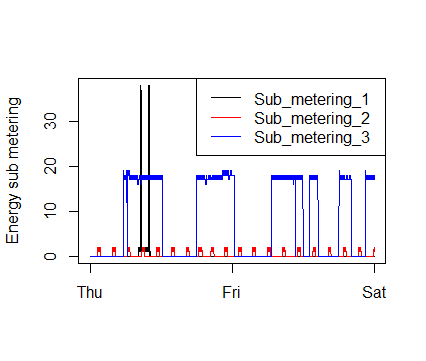 Energy sub metering
30
20
10
0
Sub_metering_1
Sub_metering_2
Sub_metering_3
Thu Fri Sat